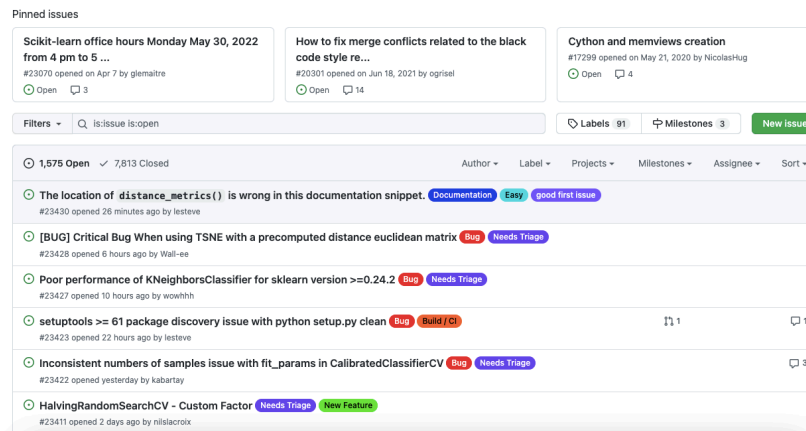 Pinned issues
Scikit-learn office hours Monday May 30, 2022
from 4 pm to 5 ...
#23070 opened on Apr 7 by glemaitre
Open 3
How to fix merge conflicts related to the black
code style re...
#20301 opened on Jun 18, 2021 by ogrisel
Open 14
Cython and memviews creation
#17299 opened on May 21, 2020 by NicolasHug
Open 4
Filters is:issue is:open Labels 91 Milestones 3 New issue
1,575 Open 7,813 Closed Author Label Projects Milestones Assignee Sort
The location of distance_metrics() is wrong in this documentation snippet. Documentation Easy good first issue
#23430 opened 26 minutes ago by lesteve
[BUG] Critical Bug When using TSNE with a precomputed distance euclidean matrix Bug Needs Triage
#23428 opened 6 hours ago by Wall-ee
Poor performance of KNeighborsClassifier for sklearn version >=0.24.2 Bug Needs Triage
#23427 opened 10 hours ago by wowhhh
setuptools >= 61 package discovery issue with python setup.py clean Bug Build / CI 1 1
#23423 opened 22 hours ago by lesteve
Inconsistent numbers of samples issue with fit_params in CalibratedClassifierCV Bug Needs Triage 3
#23422 opened yesterday by kabartay
HalvingRandomSearchCV - Custom Factor Needs Triage New Feature
#23411 opened 2 days ago by nilslacroix